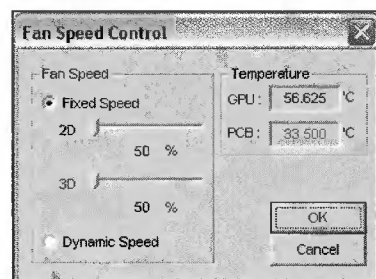 Fan Speed Control
Fan Speed
Fixed Speed
2D
50 %
3D
50 %
Dynamic Speed
Temperature
GPU : 56.625 °C
PCB : 33.500 °C
OK
Cancel